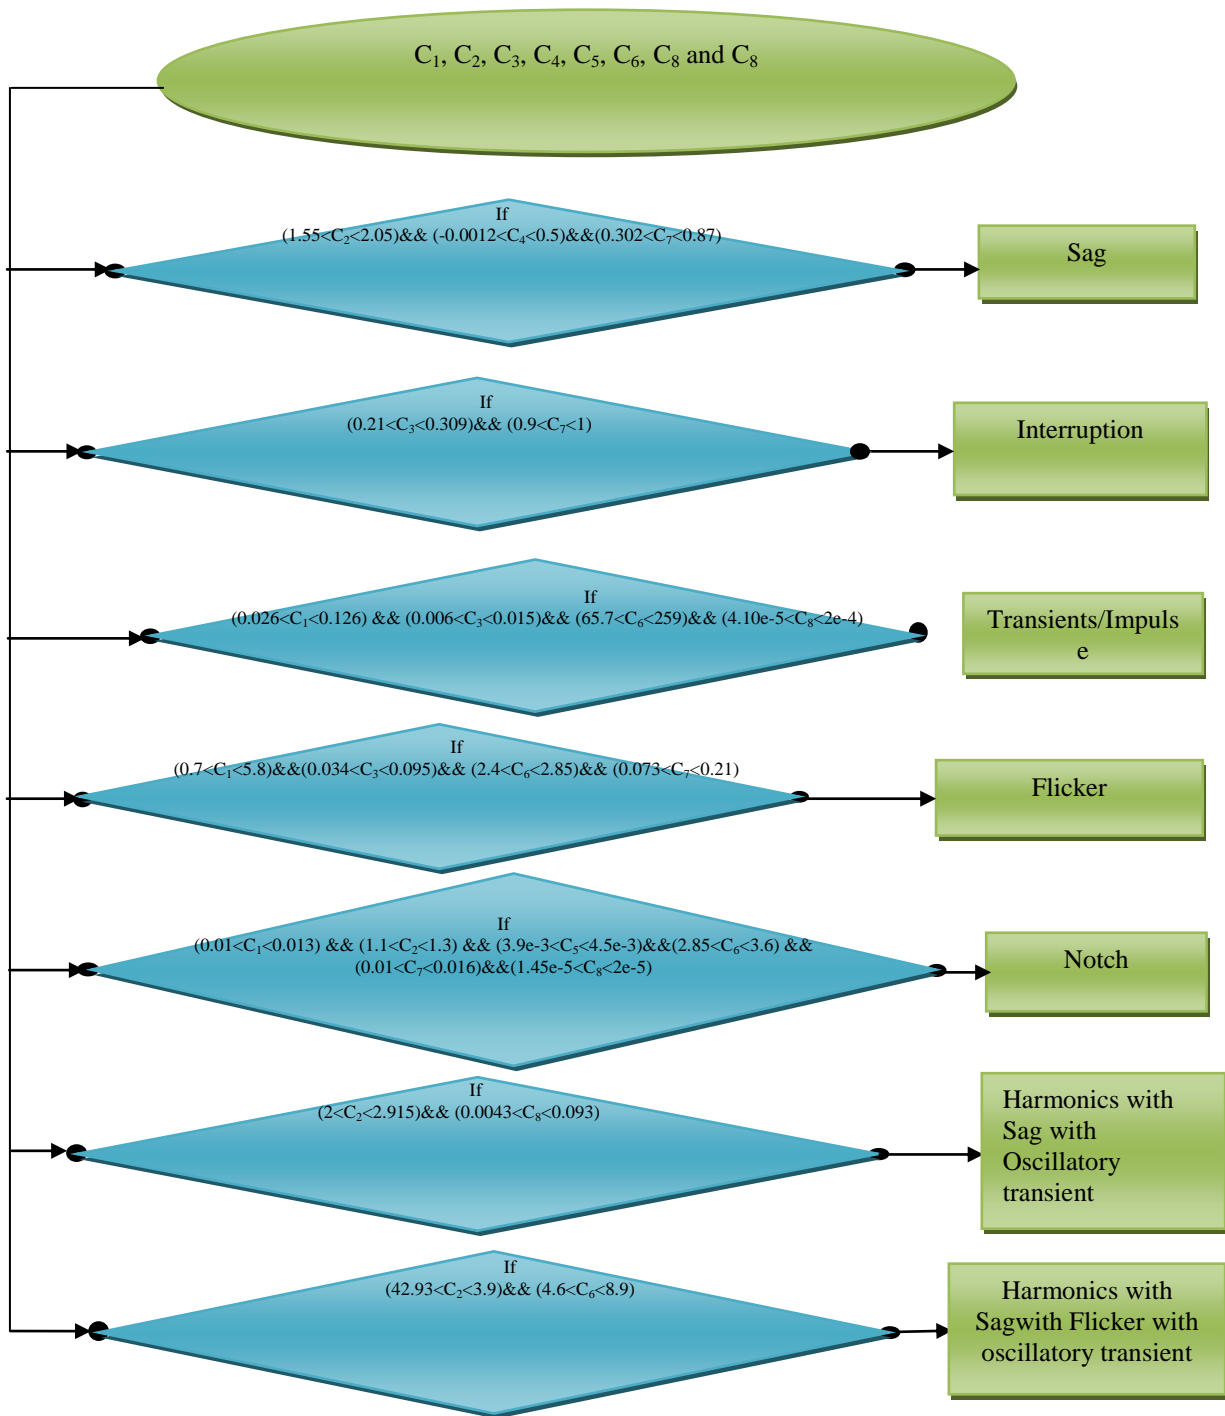 C₁, C₂, C₃, C₄, C₅, C₆, C₈ and C₈
If
(1.55<C₂<2.05)&& (-0.0012<C₄<0.5)&&(0.302<C₇<0.87)
Sag
If
(0.21<C₃<0.309)&& (0.9<C₇<1)
Interruption
If
(0.026<C₁<0.126) && (0.006<C₃<0.015)&& (65.7<C₆<259)&& (4.10e-5<C₈<2e-4)
Transients/Impuls
e
If
(0.7<C₁<5.8)&&(0.034<C₃<0.095)&& (2.4<C₆<2.85)&& (0.073<C₇<0.21)
Flicker
If
(0.01<C₁<0.013) && (1.1<C₂<1.3) && (3.9e-3<C₅<4.5e-3)&&(2.85<C₆<3.6) &&
(0.01<C₇<0.016)&&(1.45e-5<C₈<2e-5)
Notch
If
(2<C₂<2.915)&& (0.0043<C₈<0.093)
Harmonics with
Sag with
Oscillatory
transient
If
(42.93<C₂<3.9)&& (4.6<C₆<8.9)
Harmonics with
Sagwith Flicker with
oscillatory transient